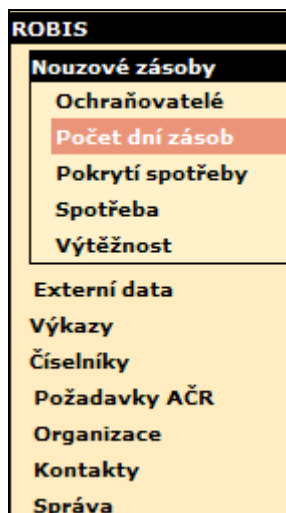 ROBIS
Nouzové zásoby
Ochraňovatelé
Počet dní zásob
Pokrytí spotřeby
Spotřeba
Výtěžnost
Externí data
Výkazy
Číselníky
Požadavky AČR
Organizace
Kontakty
Správa